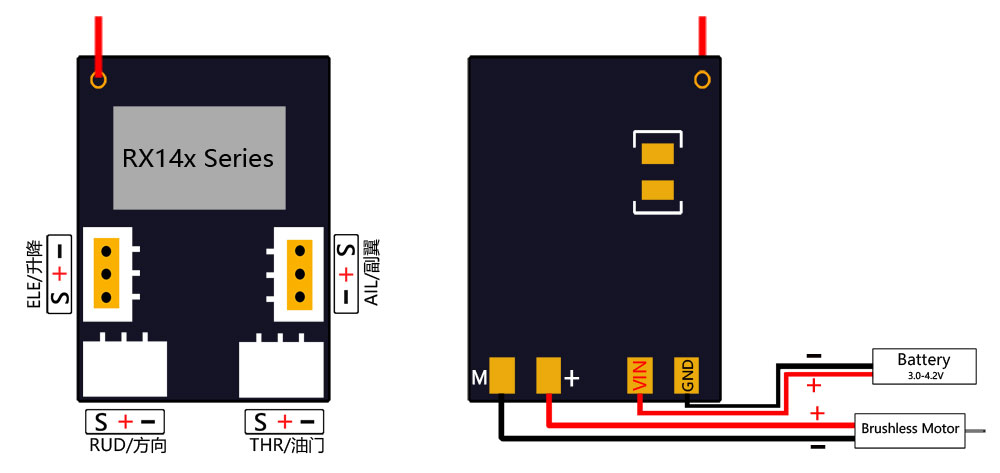 RX14x Series
ELE/升降
S + −
AIL/副翼
− + S
S + −
RUD/方向
S + −
THR/油门
M
+
VIN
GND
−
+
Battery
3.0-4.2V
+
−
Brushless Motor